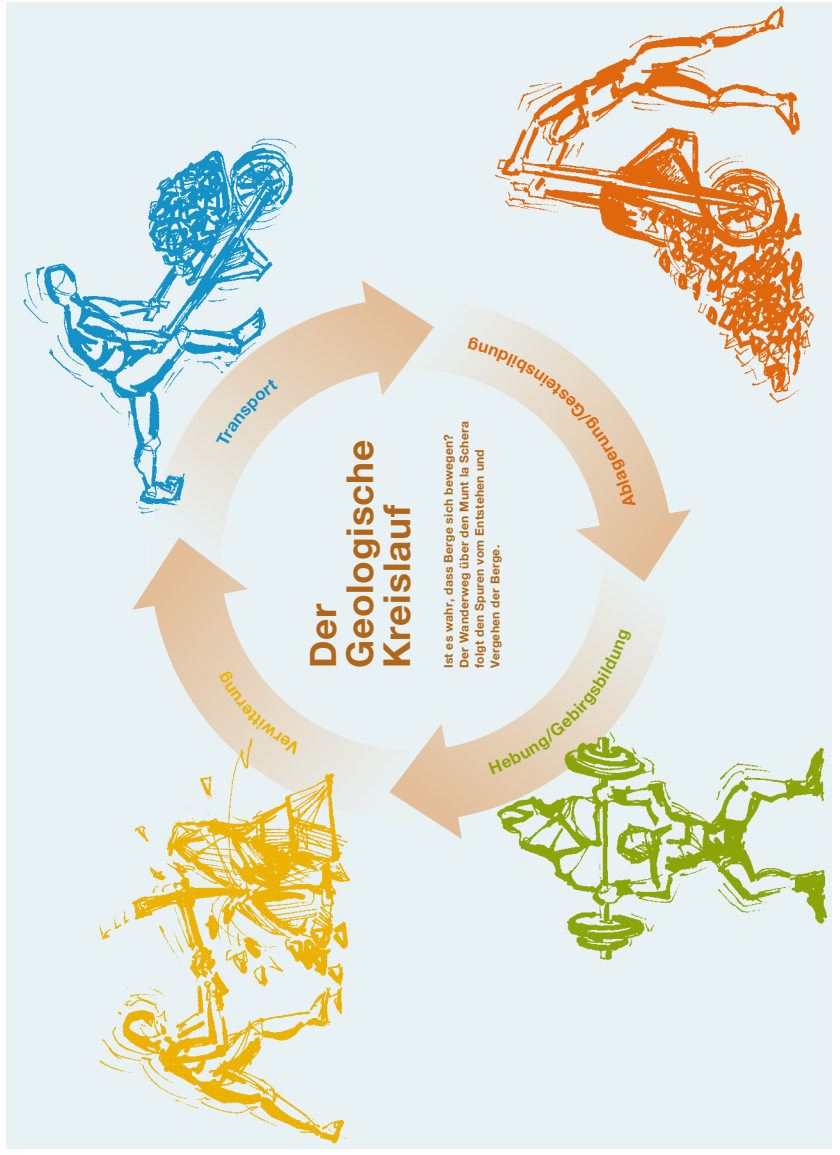 Der
Geologische
Kreislauf
Ist es wahr, dass Berge sich bewegen?
Der Wanderweg über den Munt la Schera
folgt den Spuren vom Entstehen und
Vergehen der Berge.
Verwitterung
Transport
Ablagerung/Gesteinsbildung
Hebung/Gebirgsbildung